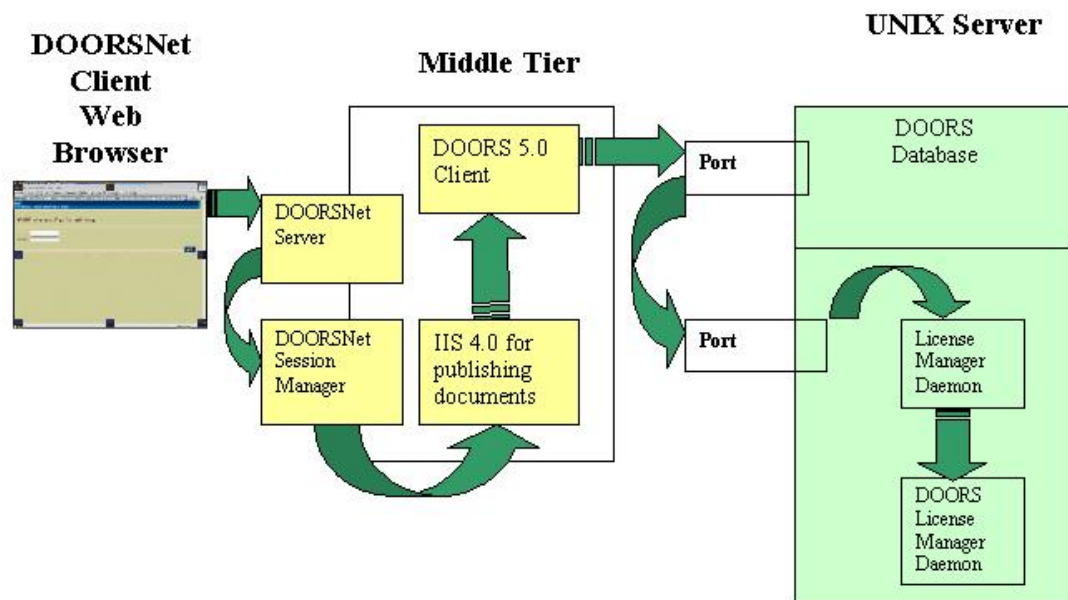 DOORSNet
Client
Web
Browser
Middle Tier
UNIX Server
DOORSNet
Server
DOORSNet
Session
Manager
IIS 4.0 for
publishing
documents
DOORS 5.0
Client
Port
Port
DOORS
Database
License
Manager
Daemon
DOORS
License
Manager
Daemon